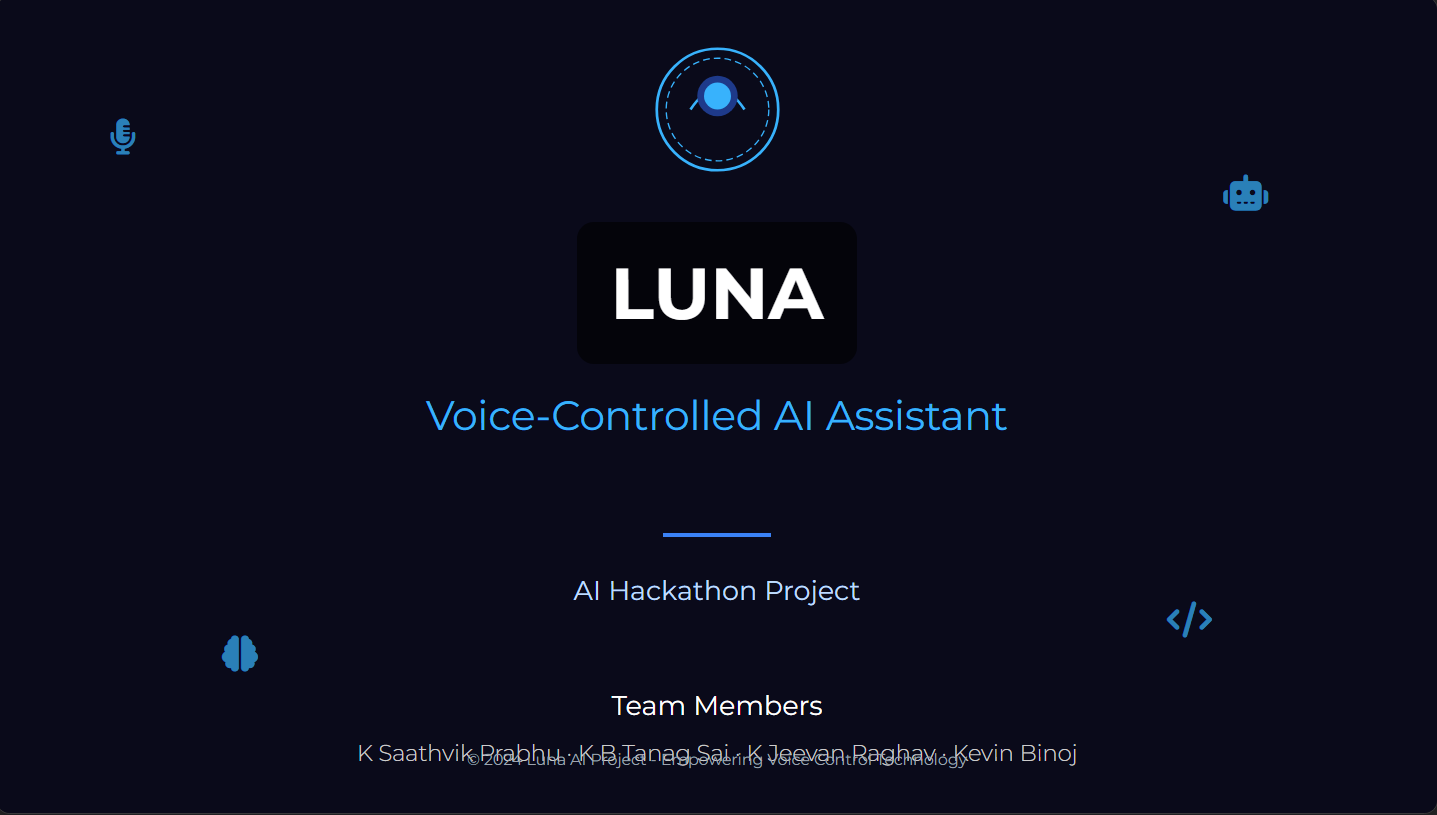 LUNA
Voice-Controlled AI Assistant
AI Hackathon Project
Team Members
K Saathvik Prabhu · K B Tanag Sai · K Jeevan Raghav · Kevin Binoj
© 2024 Luna AI Project - Empowering Voice Control Technology